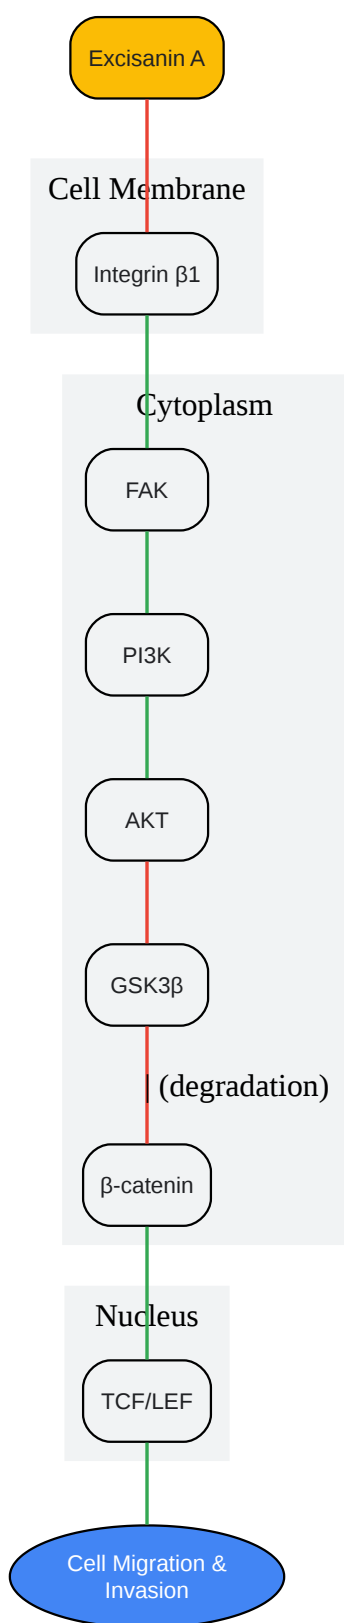 Excisanin A
Cell Membrane
Integrin β1
Cytoplasm
FAK
PI3K
AKT
GSK3β
| (degradation)
β-catenin
Nucleus
TCF/LEF
Cell Migration &
Invasion